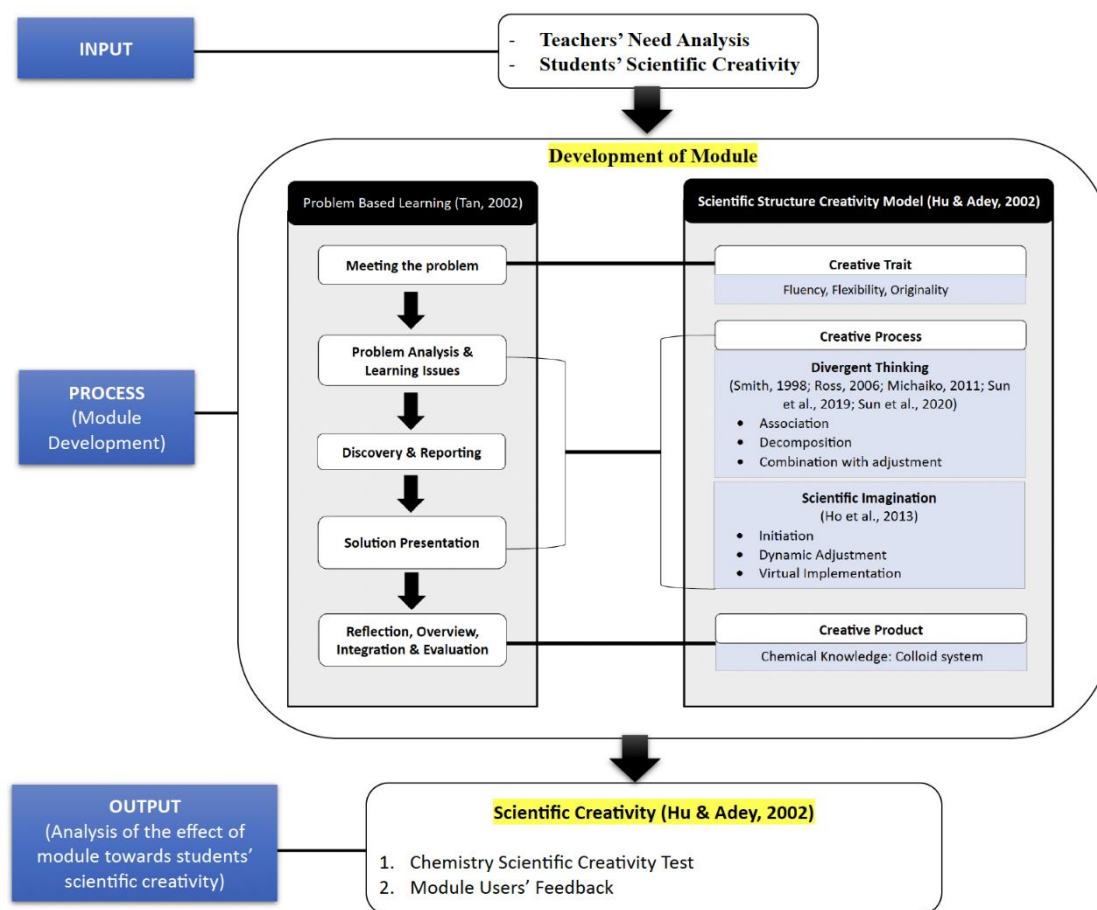 INPUT
- Teachers' Need Analysis
- Students' Scientific Creativity
Development of Module
PROCESS
(Module
Development)
Problem Based Learning (Tan, 2002)
Meeting the problem
Problem Analysis &
Learning Issues
Discovery & Reporting
Solution Presentation
Reflection, Overview,
Integration & Evaluation
Scientific Structure Creativity Model (Hu & Adey, 2002)
Creative Trait
Fluency, Flexibility, Originality
Creative Process
Divergent Thinking
(Smith, 1998; Ross, 2006; Michaiko, 2011; Sun
et al., 2019; Sun et al., 2020)
• Association
• Decomposition
• Combination with adjustment
Scientific Imagination
(Ho et al., 2013)
• Initiation
• Dynamic Adjustment
• Virtual Implementation
Creative Product
Chemical Knowledge: Colloid system
OUTPUT
(Analysis of the effect of
module towards students'
scientific creativity)
Scientific Creativity (Hu & Adey, 2002)
1. Chemistry Scientific Creativity Test
2. Module Users' Feedback